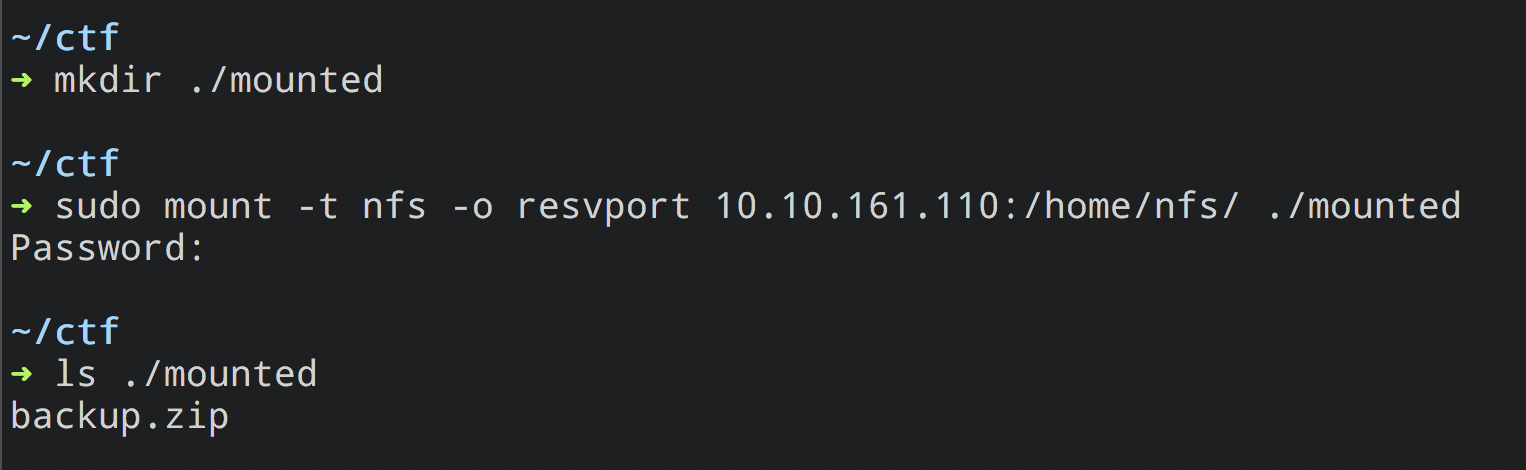 ~/ctf
→ mkdir ./mounted
~/ctf
→ sudo mount -t nfs -o resvport 10.10.161.110:/home/nfs/ ./mounted
Password:
~/ctf
→ ls ./mounted
backup.zip